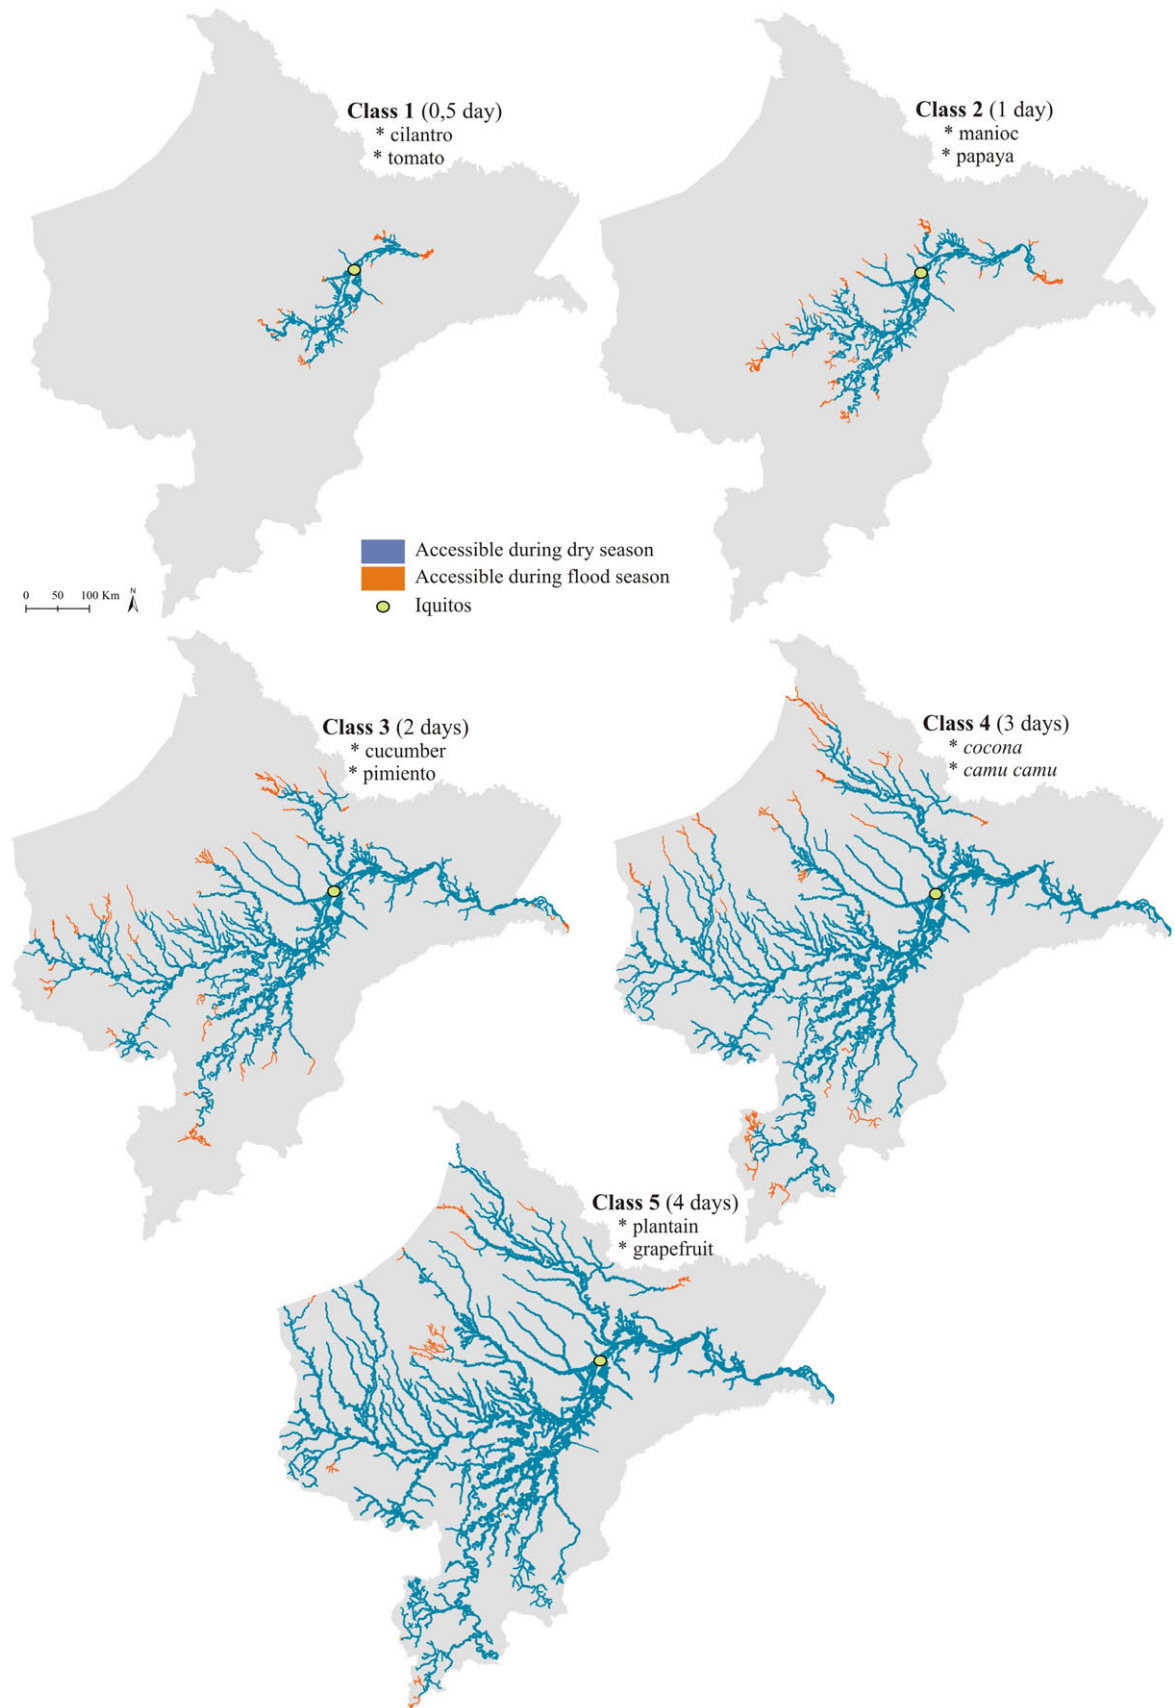 Class 1 (0,5 day)
* cilantro
* tomato
Class 2 (1 day)
* manioc
* papaya
Accessible during dry season
Accessible during flood season
Iquitos
0 50 100 Km N
Class 3 (2 days)
* cucumber
* pimiento
Class 4 (3 days)
* cocona
* camu camu
Class 5 (4 days)
* plantain
* grapefruit